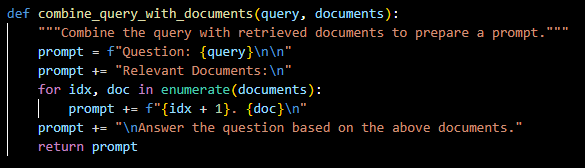 def combine_query_with_documents(query, documents):
    """Combine the query with retrieved documents to prepare a prompt."""
    prompt = f"Question: {query}\n\n"
    prompt += "Relevant Documents:\n"
    for idx, doc in enumerate(documents):
        prompt += f"{idx + 1}. {doc}\n"
    prompt += "\nAnswer the question based on the above documents."
    return prompt